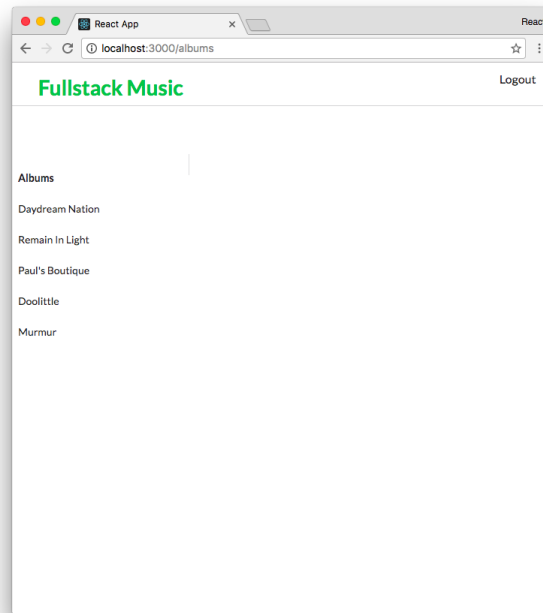 React App
Reac
localhost:3000/albums
Fullstack Music
Logout
Albums
Daydream Nation
Remain In Light
Paul's Boutique
Doolittle
Murmur